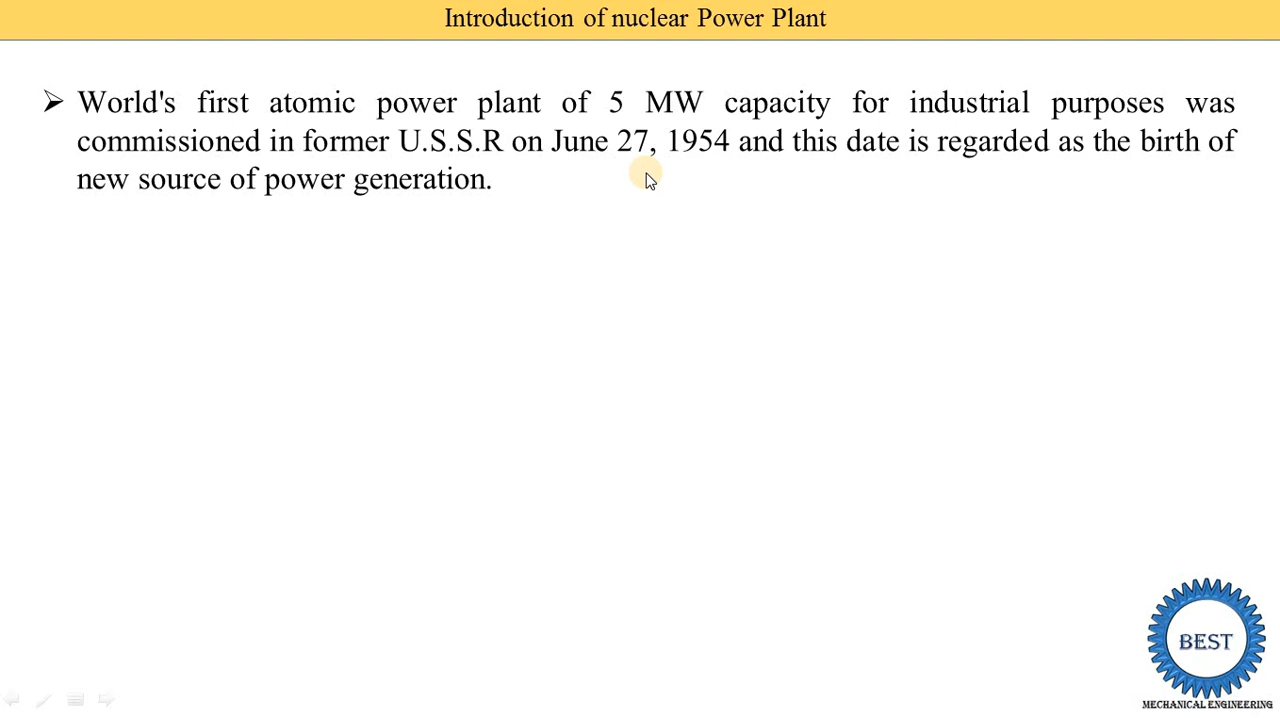 Introduction of nuclear Power Plant
World's first atomic power plant of 5 MW capacity for industrial purposes was
commissioned in former U.S.S.R on June 27, 1954 and this date is regarded as the birth of
new source of power generation.
BEST
MECHANICAL ENGINEERING